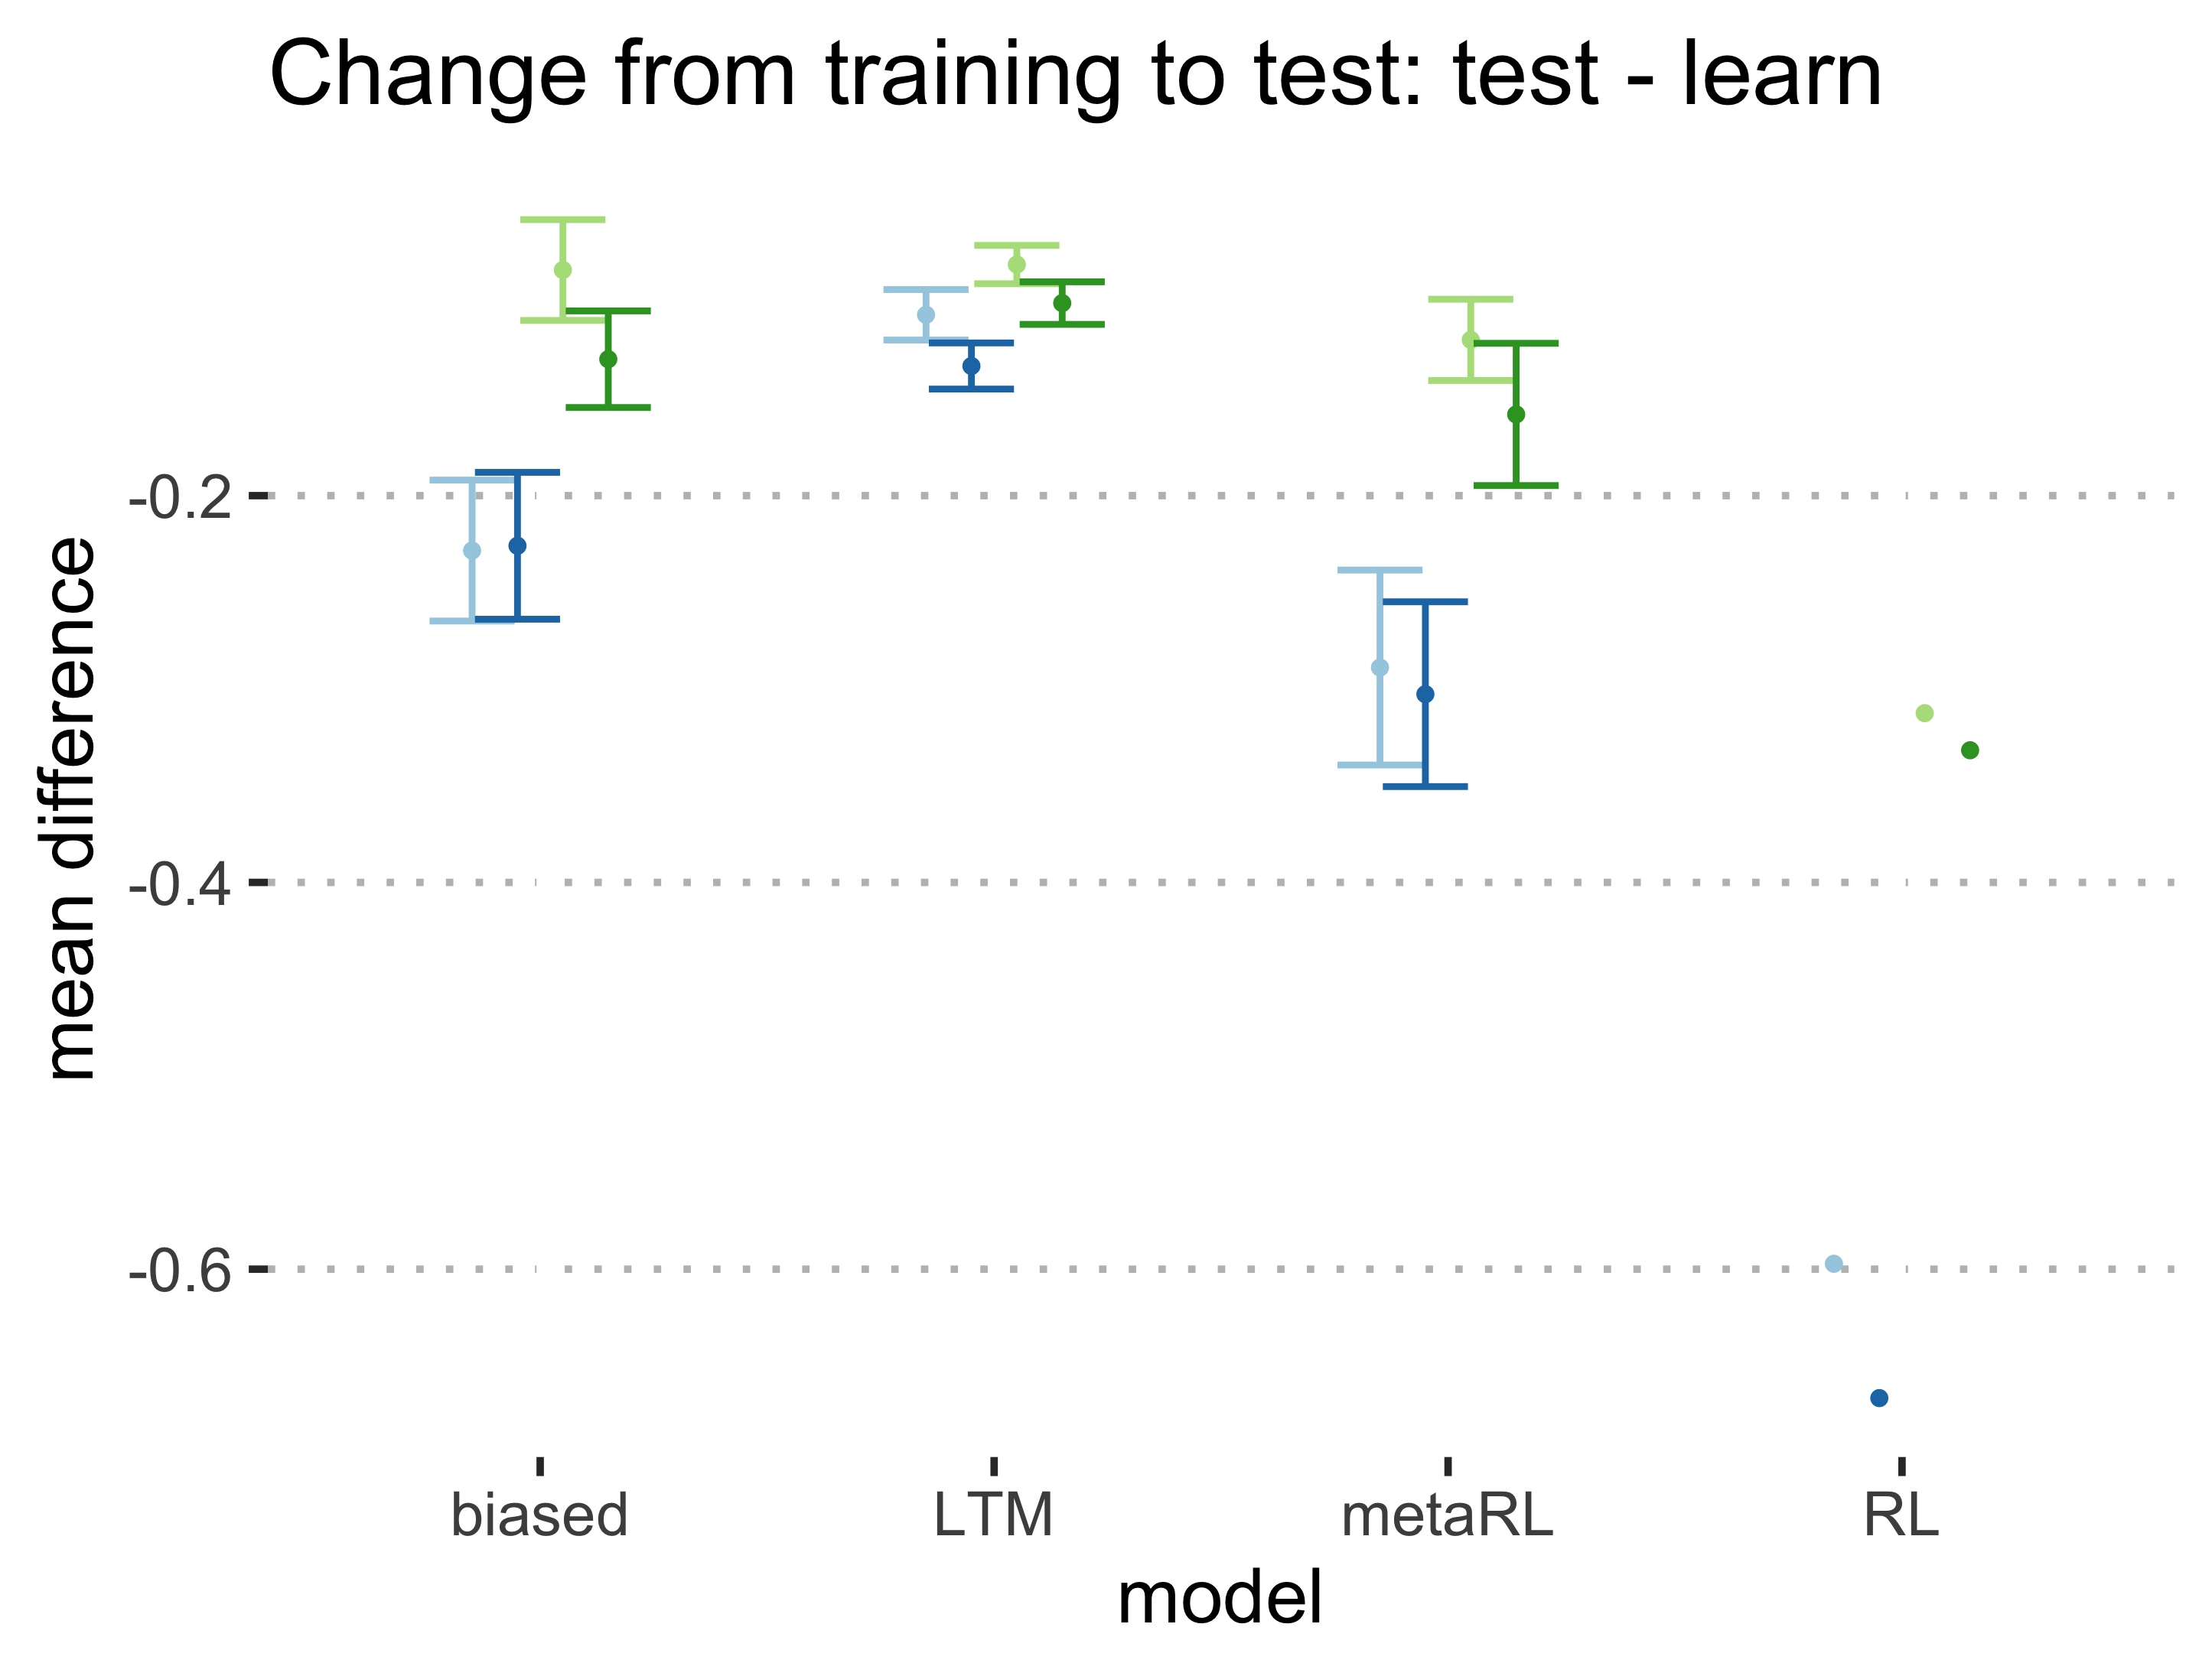 Change from training to test: test - learn
mean difference
-0.2
-0.4
-0.6
biased LTM metaRL RL
model